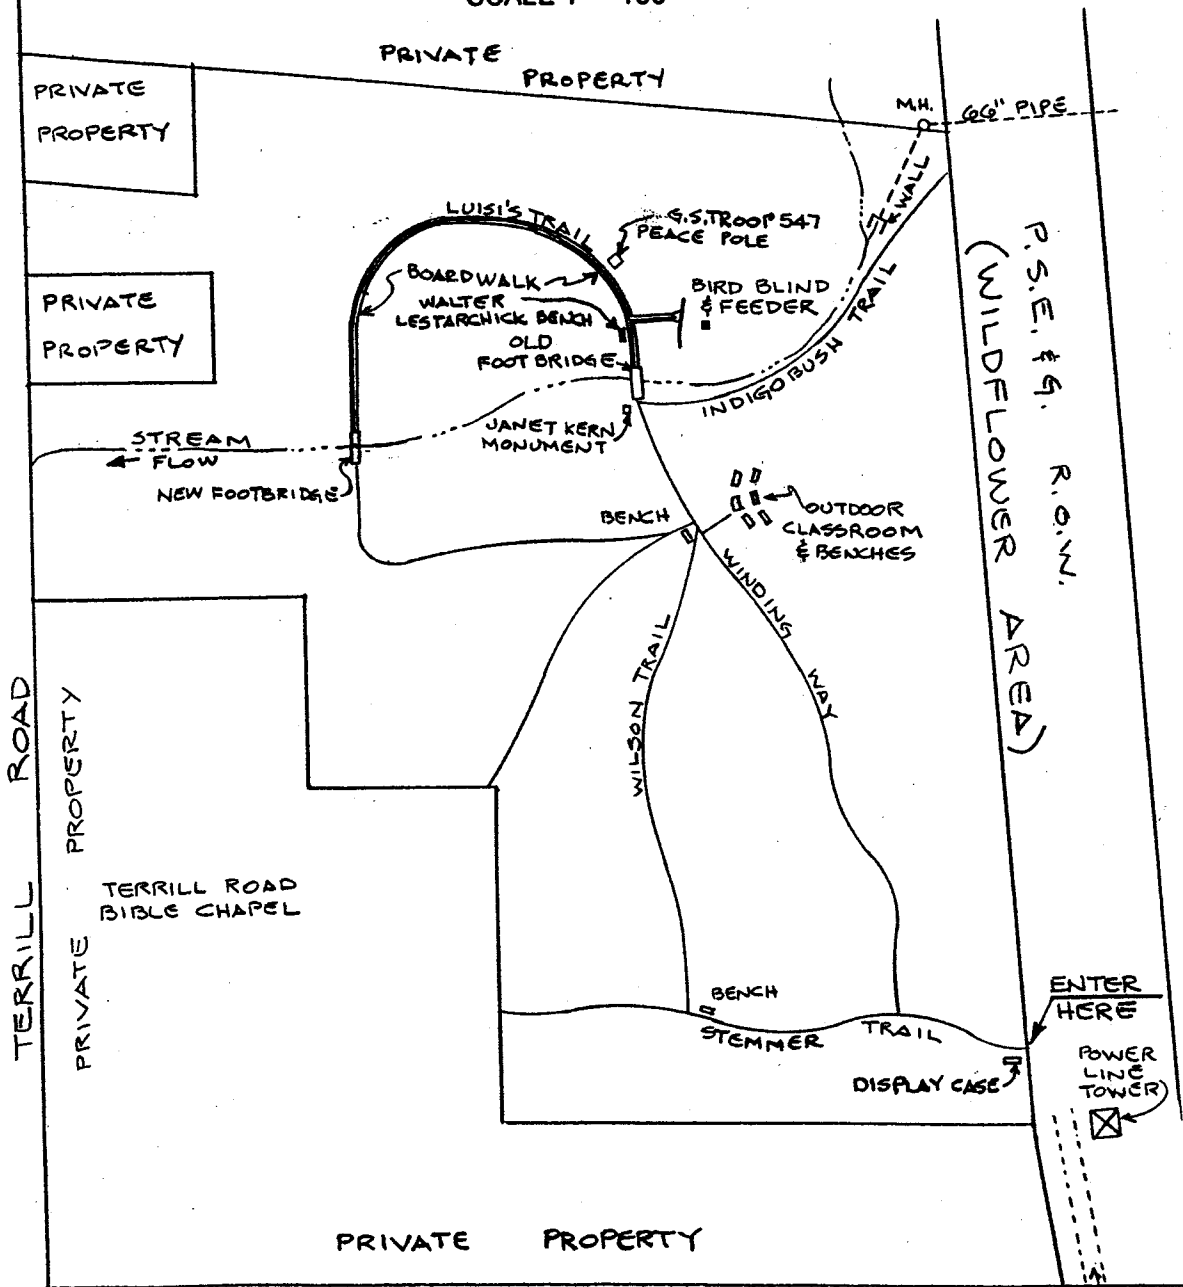 PRIVATE
PROPERTY
PRIVATE
PROPERTY
M.H.
66" PIPE
WALL
LUISI'S TRAIL
G.S. TROOP 547
PEACE POLE
BOARDWALK
WALTER
LESTARCHICK BENCH
BIRD BLIND
& FEEDER
PRIVATE
PROPERTY
OLD
FOOT BRIDGE
INDIGO BUSH TRAIL
P.S.E. & G. R.O.W.
(WILDFLOWER AREA)
JANET KERN
MONUMENT
STREAM
FLOW
NEW FOOTBRIDGE
BENCH
OUTDOOR
CLASSROOM
& BENCHES
WINDING WAY
WILSON TRAIL
TERRILL ROAD
PRIVATE PROPERTY
TERRILL ROAD
BIBLE CHAPEL
BENCH
STEMMER TRAIL
ENTER
HERE
DISPLAY CASE
POWER
LINE
TOWER
PRIVATE PROPERTY